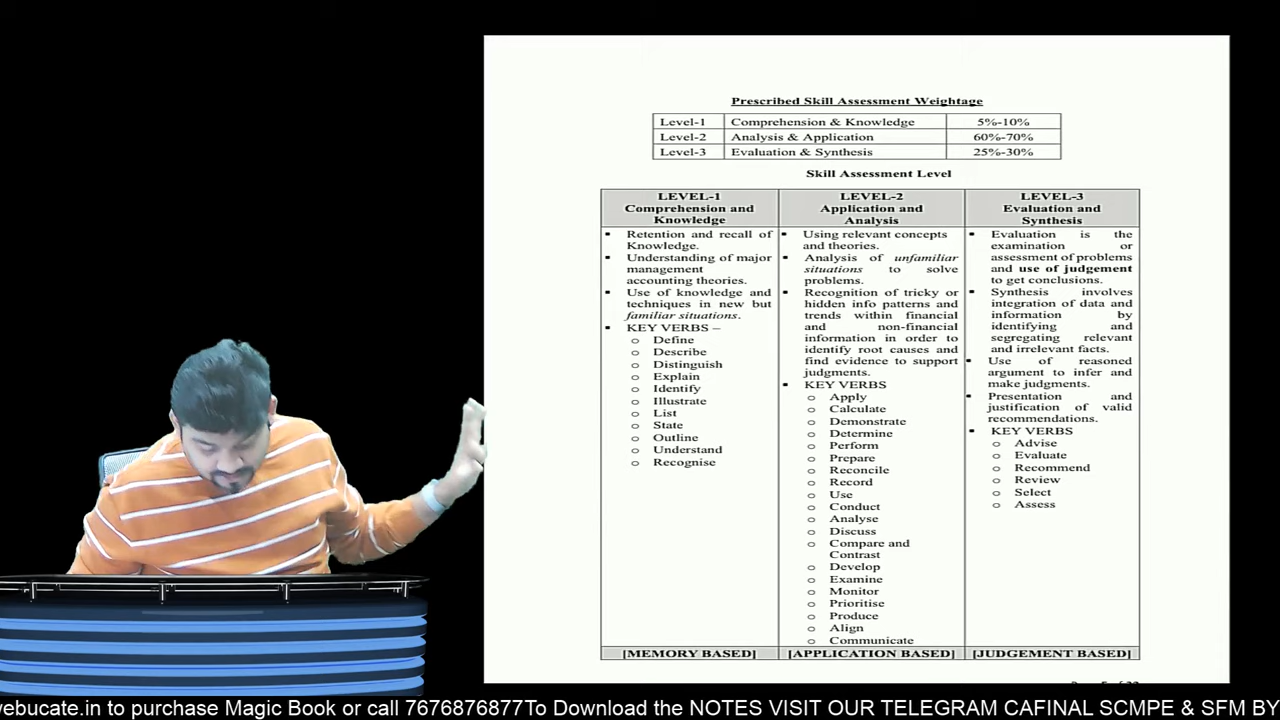 Prescribed Skill Assessment Weightage
Level-1 Comprehension & Knowledge 5%-10%
Level-2 Analysis & Application 60%-70%
Level-3 Evaluation & Synthesis 25%-30%
Skill Assessment Level
LEVEL-1
Comprehension and
Knowledge
▪ Retention and recall of
Knowledge.
▪ Understanding of major
management
accounting theories.
▪ Use of knowledge and
techniques in new but
familiar situations.
▪ KEY VERBS –
o Define
o Describe
o Distinguish
o Explain
o Identify
o Illustrate
o List
o State
o Outline
o Understand
o Recognise
[MEMORY BASED]
LEVEL-2
Application and
Analysis
▪ Using relevant concepts
and theories.
▪ Analysis of unfamiliar
situations to solve
problems.
▪ Recognition of tricky or
hidden info patterns and
trends within financial
and non-financial
information in order to
identify root causes and
find evidence to support
judgments.
▪ KEY VERBS
o Apply
o Calculate
o Demonstrate
o Determine
o Perform
o Prepare
o Reconcile
o Record
o Use
o Conduct
o Analyse
o Discuss
o Compare and
Contrast
o Develop
o Examine
o Monitor
o Prioritise
o Produce
o Align
o Communicate
[APPLICATION BASED]
LEVEL-3
Evaluation and
Synthesis
▪ Evaluation is the
examination or
assessment of problems
and use of judgement
to get conclusions.
▪ Synthesis involves
integration of data and
information by
identifying and
segregating relevant
and irrelevant facts.
▪ Use of reasoned
argument to infer and
make judgments.
▪ Presentation and
justification of valid
recommendations.
▪ KEY VERBS
o Advise
o Evaluate
o Recommend
o Review
o Select
o Assess
[JUDGEMENT BASED]
vebucate.in to purchase Magic Book or call 7676876877To Download the NOTES VISIT OUR TELEGRAM CAFINAL SCMPE & SFM BY